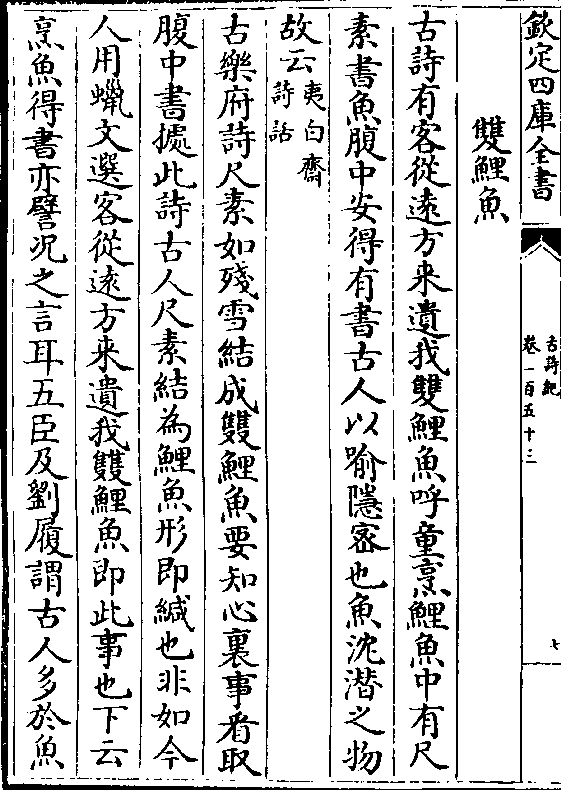 欽定四庫全書
古詩紀
卷一百五十三
七
雙鯉魚
古詩有客從逺方来遺我雙鯉魚呼童烹鯉魚中有尺
素書魚腹中安得有書古人以喻隱宻也魚沈潜之物
故云夷白齋
詩話
古樂府詩尺素如殘雪結成雙鯉魚要知心裏事看取
腹中書據此詩古人尺素結為鯉魚形即緘也非如今
人用蠟文選客從逺方来遺我雙鯉魚即此事也下云
烹魚得書亦譬况之言耳五臣及劉履謂古人多於魚